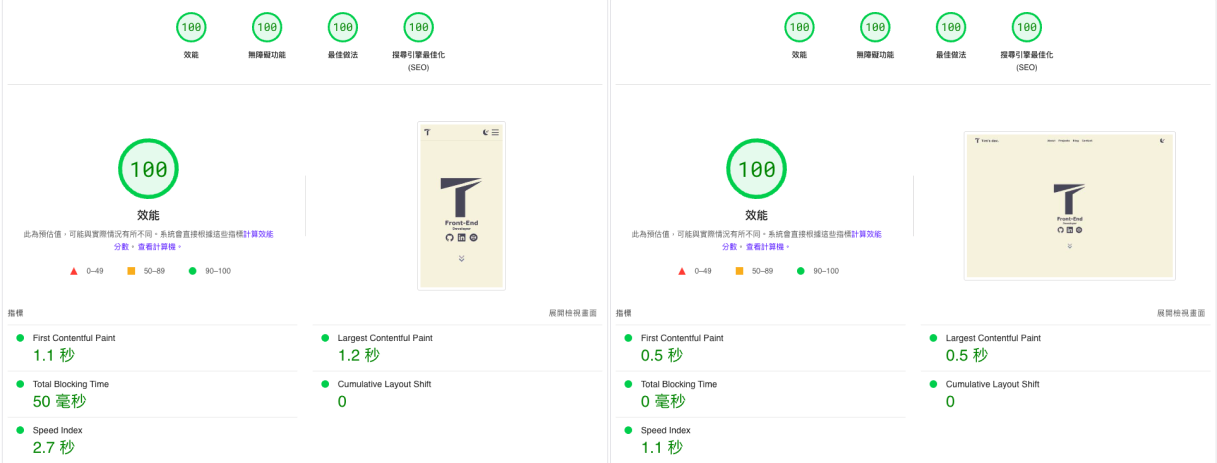 100
100
100
100
效能
無障礙功能
最佳做法
搜尋引擎最佳化
(SEO)
100
效能
此為預估值，可能與實際情況有所不同。系統會直接根據這些指標計算效能
分數。查看計算機。
0–49
50–89
90–100
T
T
Front-End
Developer
指標
展開檢視畫面
First Contentful Paint
1.1 秒
Largest Contentful Paint
1.2 秒
Total Blocking Time
50 毫秒
Cumulative Layout Shift
0
Speed Index
2.7 秒
100
100
100
100
效能
無障礙功能
最佳做法
搜尋引擎最佳化
(SEO)
100
效能
此為預估值，可能與實際情況有所不同。系統會直接根據這些指標計算效能
分數。查看計算機。
0–49
50–89
90–100
T
T
Front-End
Developer
指標
展開檢視畫面
First Contentful Paint
0.5 秒
Largest Contentful Paint
0.5 秒
Total Blocking Time
0 毫秒
Cumulative Layout Shift
0
Speed Index
1.1 秒